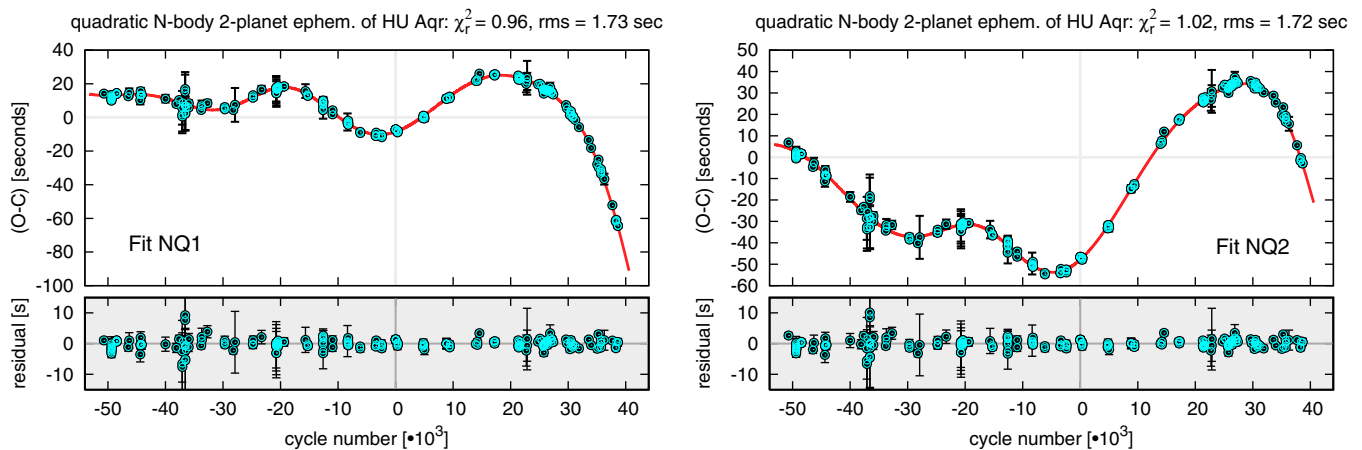 quadratic N-body 2-planet ephem. of HU Aqr: χ²ᵣ = 0.96, rms = 1.73 sec
40
20
0
-20
-40
-60
-80
-100
(O-C) [seconds]
Fit NQ1
10
0
-10
residual [s]
-50 -40 -30 -20 -10 0 10 20 30 40
cycle number [•10³]
quadratic N-body 2-planet ephem. of HU Aqr: χ²ᵣ = 1.02, rms = 1.72 sec
50
40
30
20
10
0
-10
-20
-30
-40
-50
-60
(O-C) [seconds]
Fit NQ2
10
0
-10
residual [s]
-50 -40 -30 -20 -10 0 10 20 30 40
cycle number [•10³]